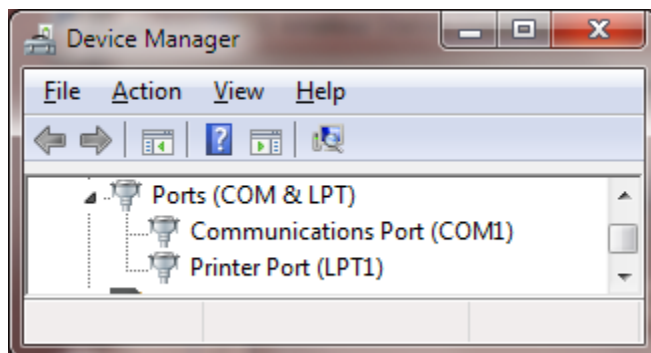 Device Manager
File Action View Help
Ports (COM & LPT)
Communications Port (COM1)
Printer Port (LPT1)